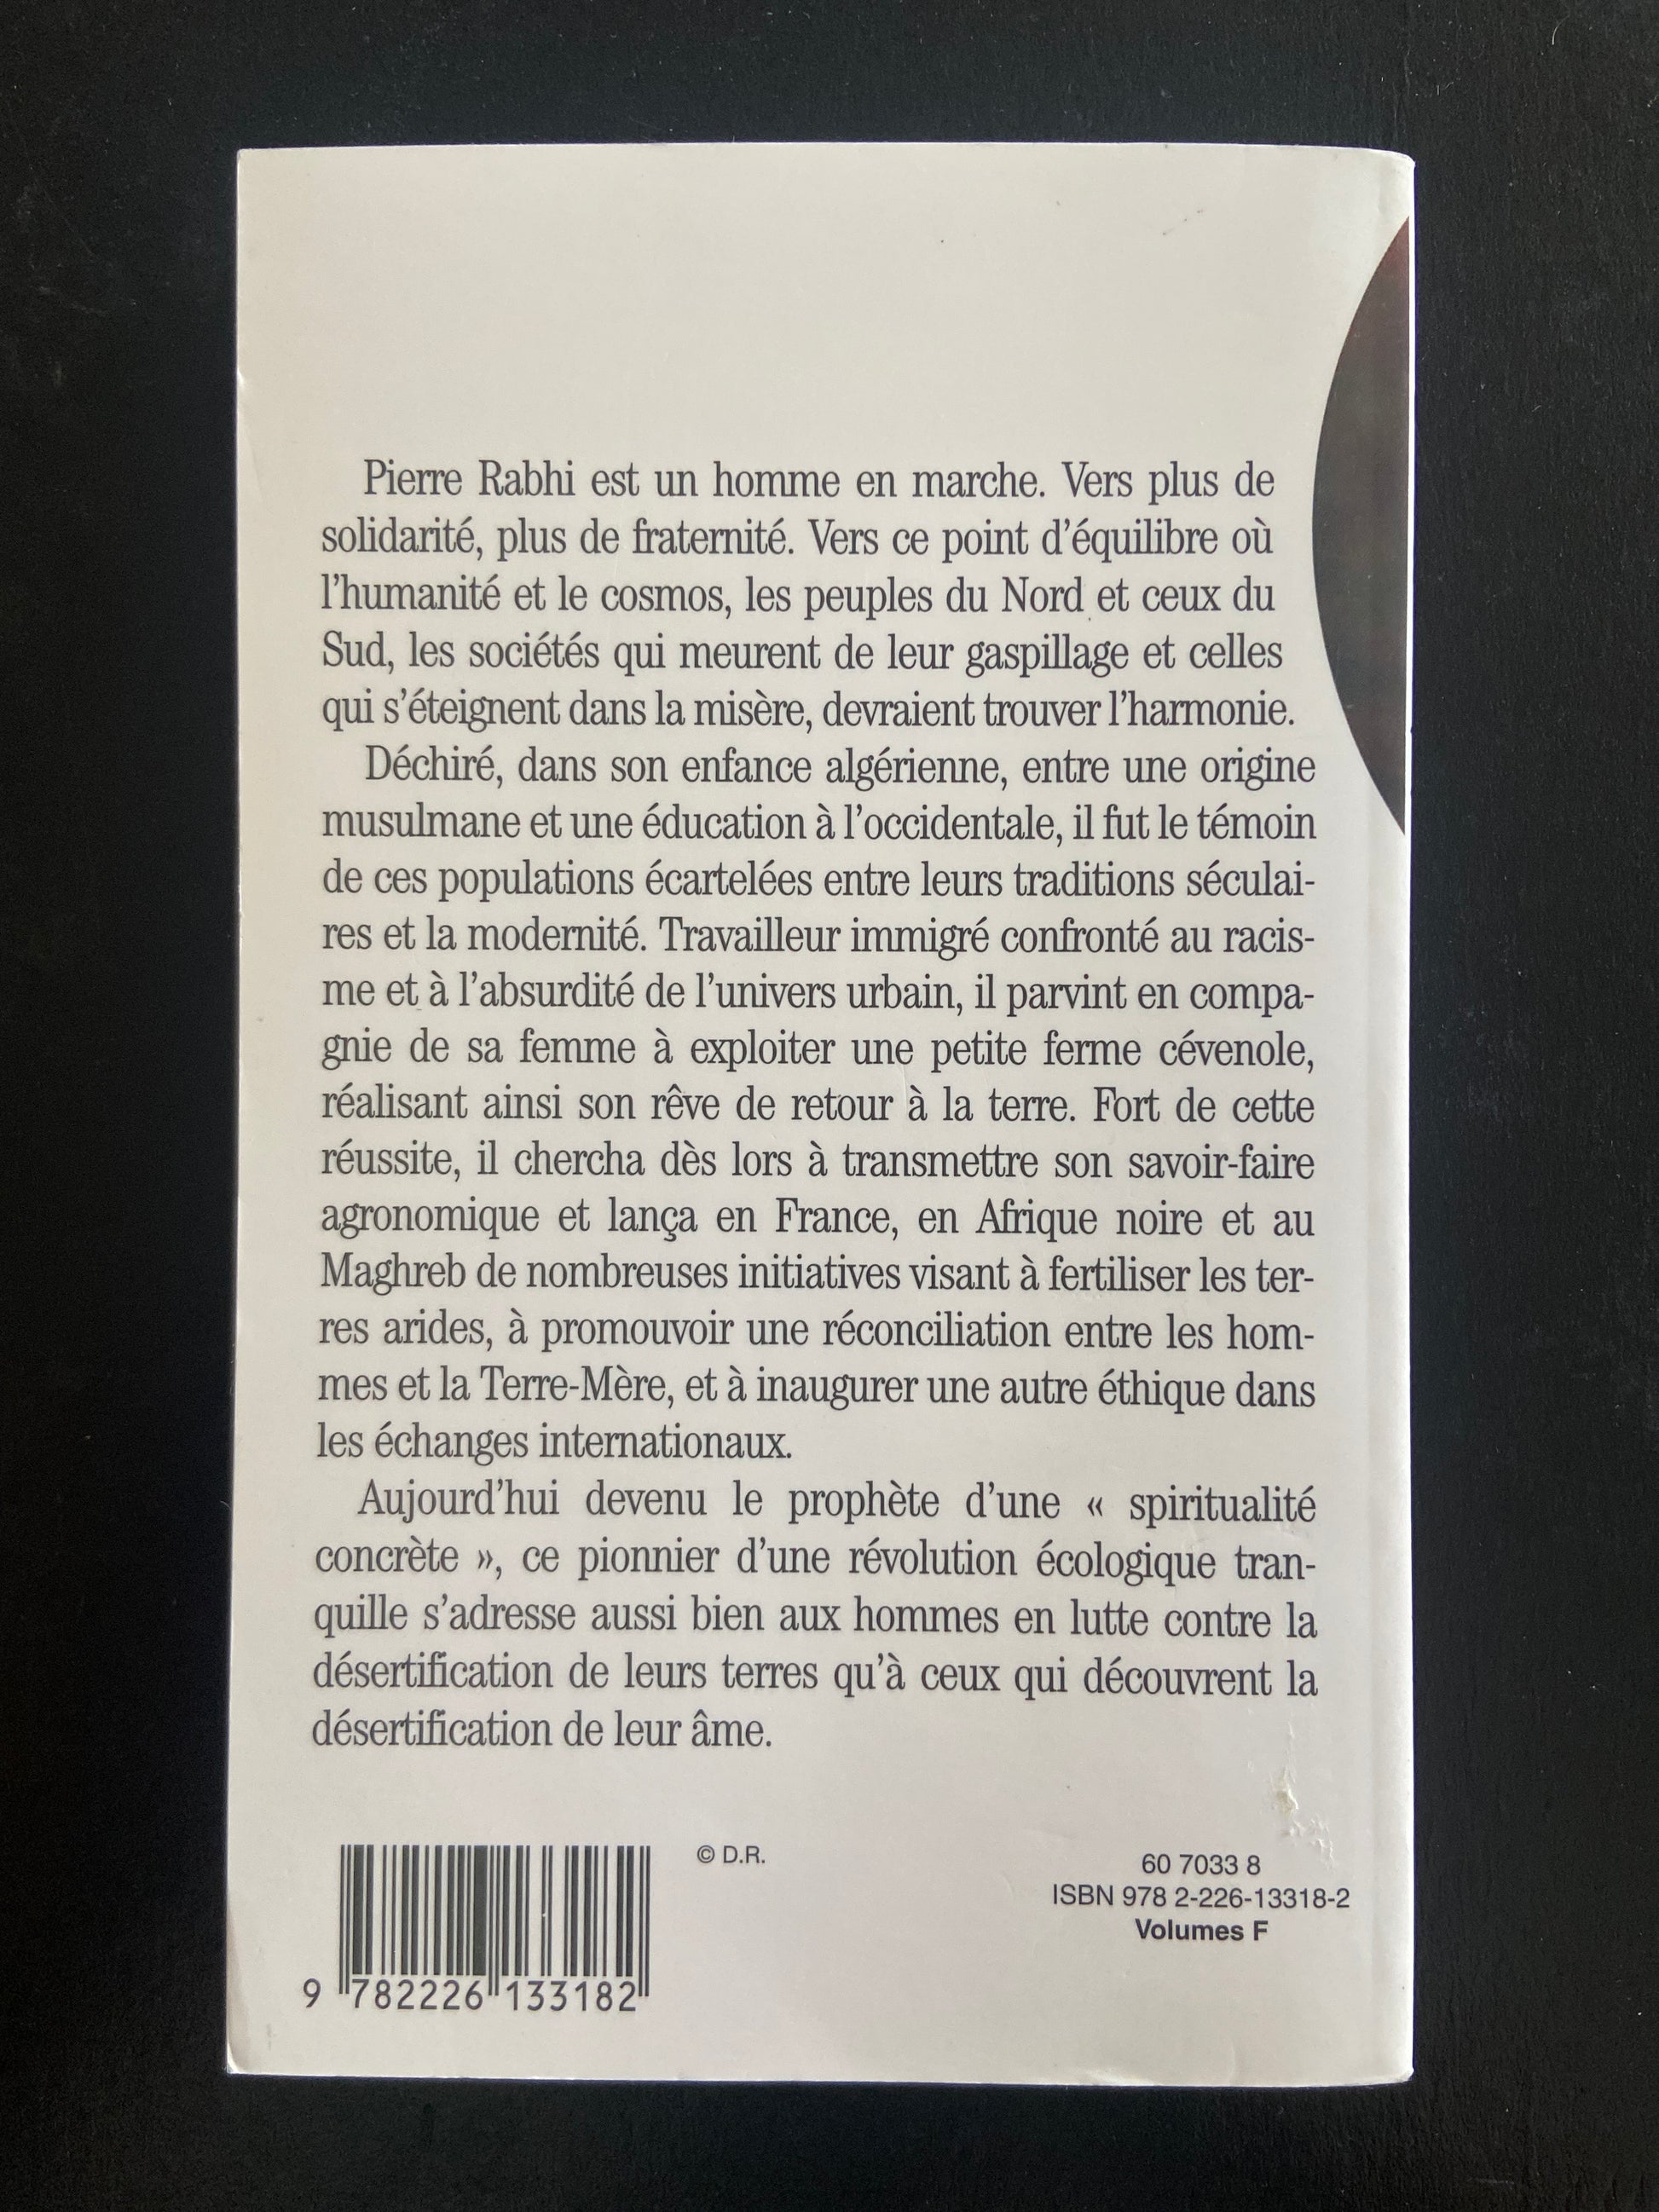 Pierre Rabhi est un homme en marche. Vers plus de
solidarité, plus de fraternité. Vers ce point d'équilibre où
l'humanité et le cosmos, les peuples du Nord et ceux du
Sud, les sociétés qui meurent de leur gaspillage et celles
qui s'éteignent dans la misère, devraient trouver l'harmonie.
Déchiré, dans son enfance algérienne, entre une origine
musulmane et une éducation à l'occidentale, il fut le témoin
de ces populations écartelées entre leurs traditions séculai-
res et la modernité. Travailleur immigré confronté au racis-
me et à l'absurdité de l'univers urbain, il parvint en compa-
gnie de sa femme à exploiter une petite ferme cévenole,
réalisant ainsi son rêve de retour à la terre. Fort de cette
réussite, il chercha dès lors à transmettre son savoir-faire
agronomique et lança en France, en Afrique noire et au
Maghreb de nombreuses initiatives visant à fertiliser les ter-
res arides, à promouvoir une réconciliation entre les hom-
mes et la Terre-Mère, et à inaugurer une autre éthique dans
les échanges internationaux.
Aujourd'hui devenu le prophète d'une « spiritualité
concrète », ce pionnier d'une révolution écologique tran-
quille s'adresse aussi bien aux hommes en lutte contre la
désertification de leurs terres qu'à ceux qui découvrent la
désertification de leur âme.
© D.R.
60 7033 8
ISBN 978 2-226-13318-2
Volumes F
9 782226 133182